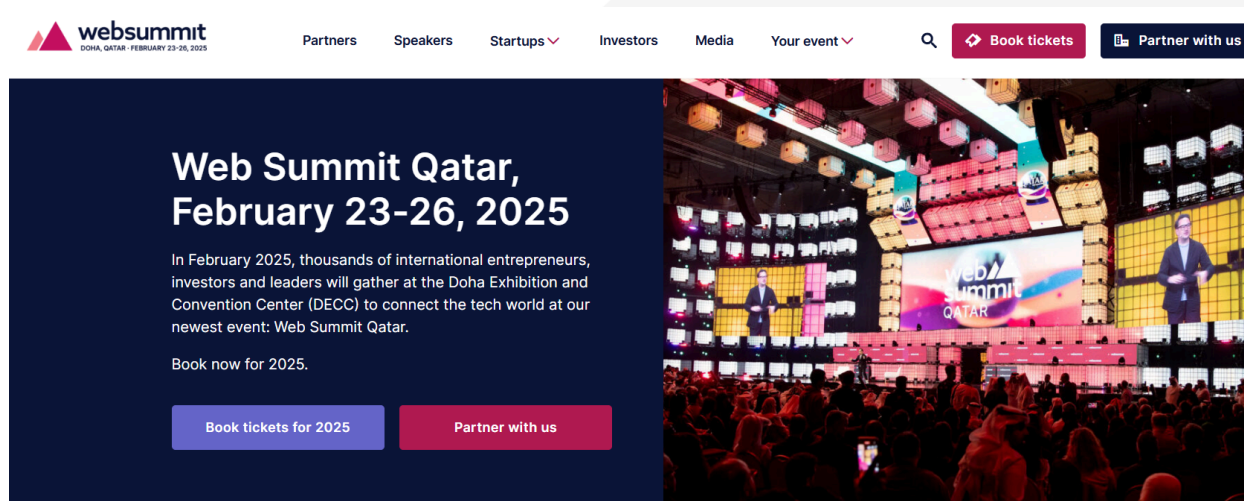 websummit
DOHA, QATAR - FEBRUARY 23-26, 2025
Partners
Speakers
Startups
Investors
Media
Your event
Book tickets
Partner with us
Web Summit Qatar,
February 23-26, 2025
In February 2025, thousands of international entrepreneurs,
investors and leaders will gather at the Doha Exhibition and
Convention Center (DECC) to connect the tech world at our
newest event: Web Summit Qatar.
Book now for 2025.
Book tickets for 2025
Partner with us
web
summit
QATAR